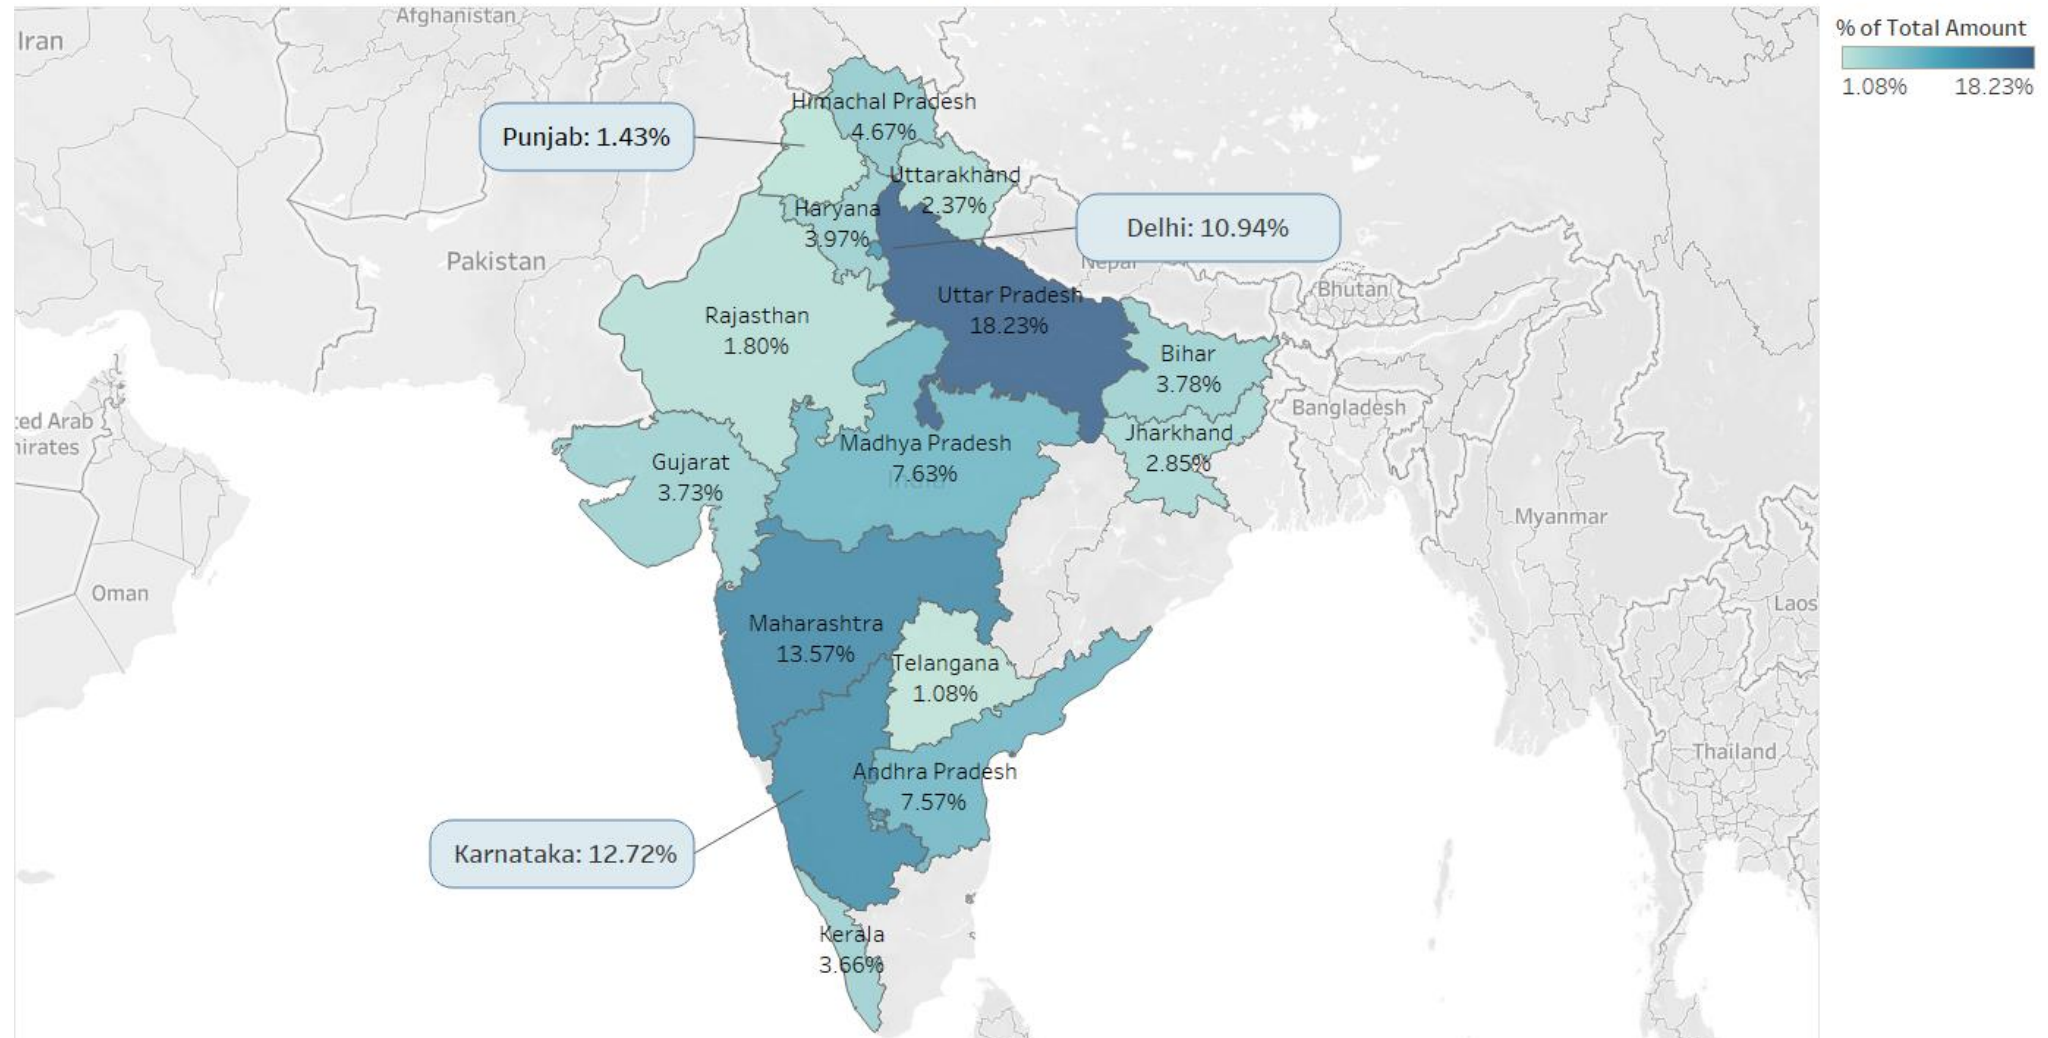 Afghanistan
Iran
% of Total Amount
1.08%
18.23%
Himachal Pradesh
4.67%
Punjab: 1.43%
Uttarakhand
2.37%
Haryana
3.97%
Delhi: 10.94%
Pakistan
Nepal
Bhutan
Uttar Pradesh
18.23%
Rajasthan
1.80%
Bihar
3.78%
Bangladesh
ted Arab
nirates
Jharkhand
2.85%
Madhya Pradesh
7.63%
India
Gujarat
3.73%
Myanmar
Oman
Laos
Maharashtra
13.57%
Telangana
1.08%
Thailand
Andhra Pradesh
7.57%
Karnataka: 12.72%
Kerala
3.66%
s